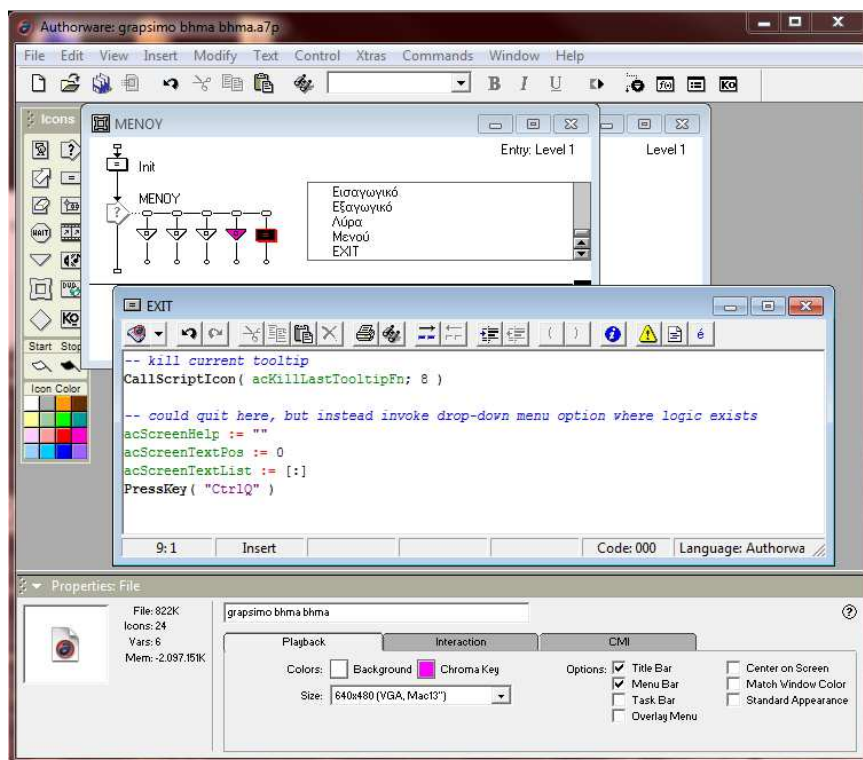 Authorware: grapsimo bhma bhma.a7p
File Edit View Insert Modify Text Control Xtras Commands Window Help
B I U
Icons
MENOY
Entry: Level 1
Level 1
Init
MENOY
Εισαγωγικό
Εξαγωγικό
Λύρα
Μενού
EXIT
WAIT
KO
Start Stop
Icon Color
EXIT
-- kill current tooltip
CallScriptIcon( acKillLastTooltipFn; 8 )
-- could quit here, but instead invoke drop-down menu option where logic exists
acScreenHelp := ""
acScreenTextPos := 0
acScreenTextList := [:]
PressKey( "CtrlQ" )
9:1 Insert Code: 000 Language: Authorwa
Properties: File
File: 822K
Icons: 24
Vars: 6
Mem: -2.097.151K
grapsimo bhma bhma
Playback Interaction CMI
Colors: Background Chroma Key
Size: 640x480 (VGA, Mac13")
Options: Title Bar
Menu Bar
Task Bar
Overlay Menu
Center on Screen
Match Window Color
Standard Appearance